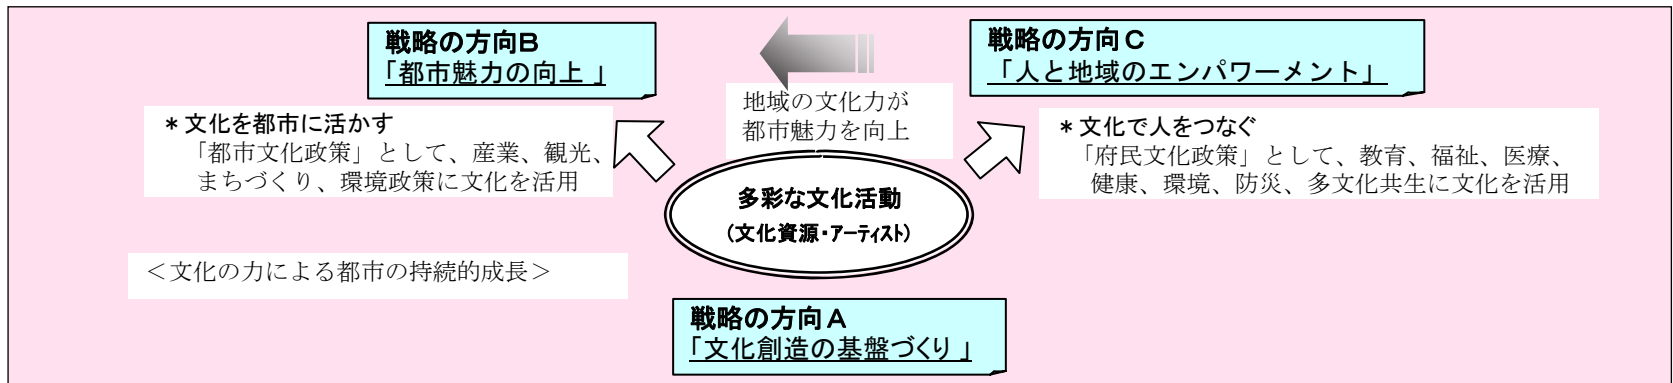 戦略の方向B
「都市魅力の向上 」
戦略の方向C
「人と地域のエンパワーメント」
地域の文化力が
都市魅力を向上
*文化を都市に活かす
「都市文化政策」として、産業、観光、
まちづくり、環境政策に文化を活用
*文化で人をつなぐ
「府民文化政策」として、教育、福祉、医療、
健康、環境、防災、多文化共生に文化を活用
多彩な文化活動
(文化資源・アーティスト)
<文化の力による都市の持続的成長>
戦略の方向A
「文化創造の基盤づくり 」